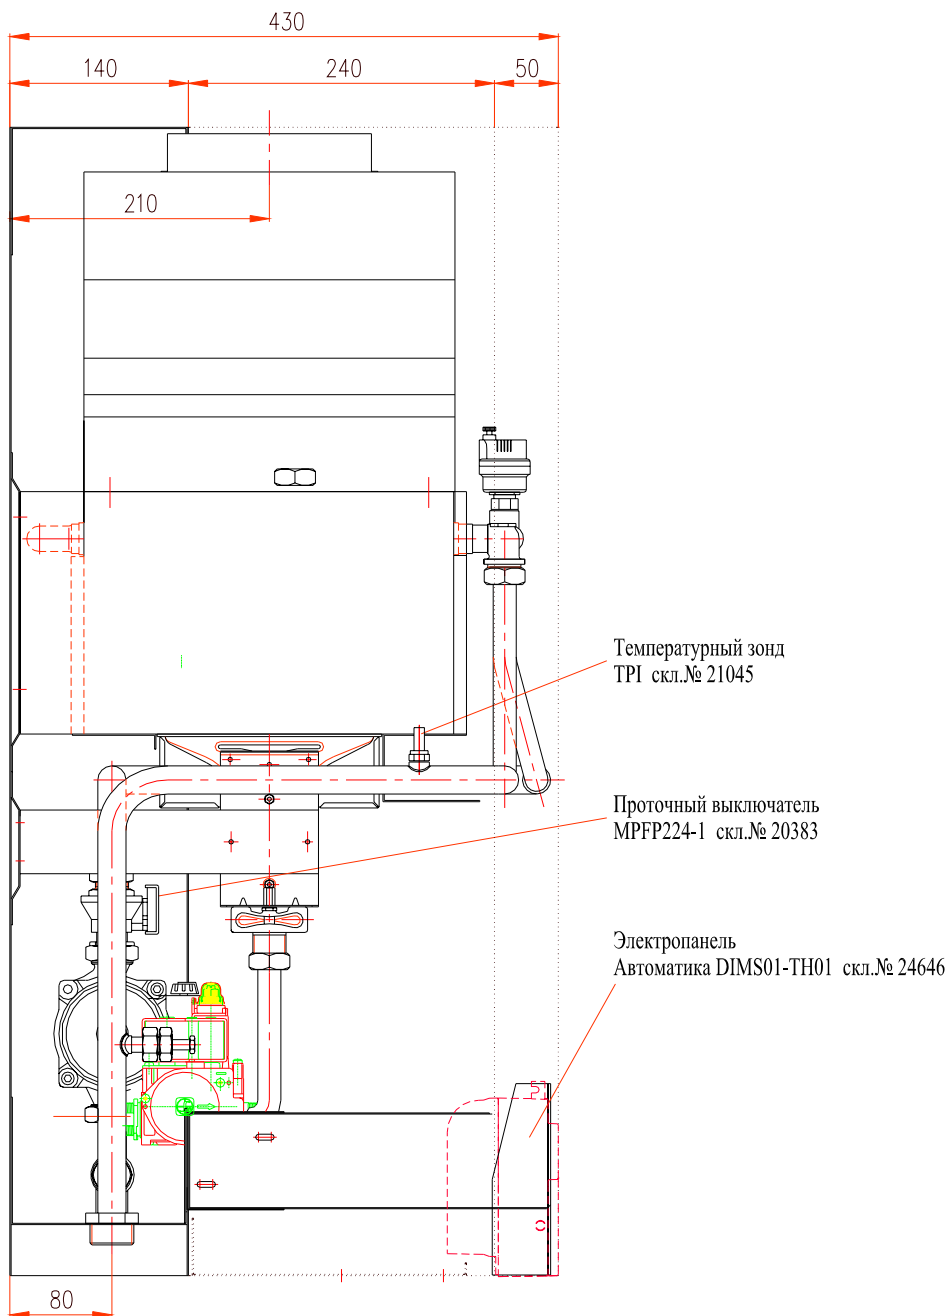 430
140 240 50
210
Температурный зонд
TPI скл.№ 21045
Проточный выключатель
MPFP224-1 скл.№ 20383
Электропанель
Автоматика DIMS01-TH01 скл.№ 24646
80